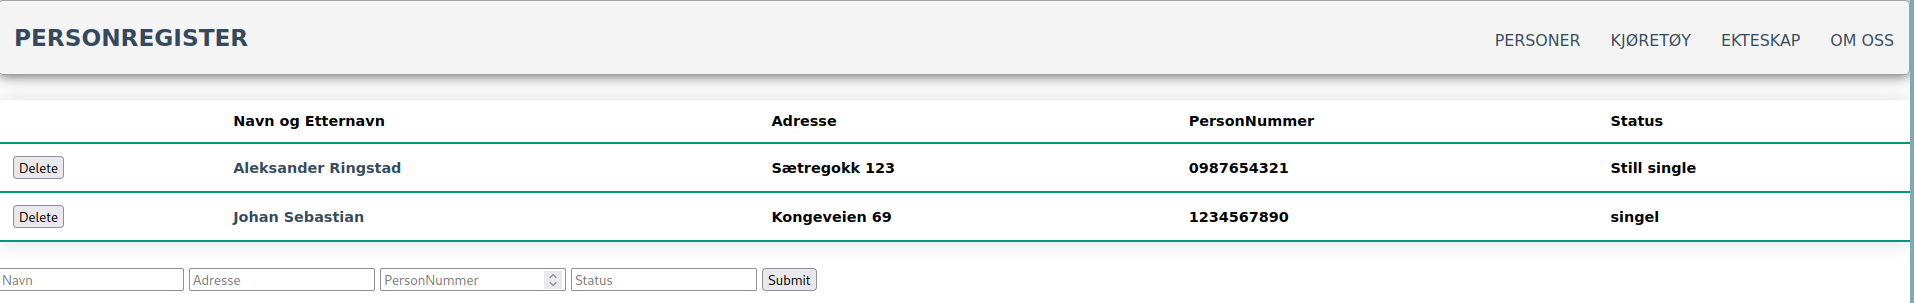 PERSONREGISTER PERSONER KJØRETØY EKTESKAP OM OSS
Navn og Etternavn Adresse PersonNummer Status
Delete Aleksander Ringstad Sætregokk 123 0987654321 Still single
Delete Johan Sebastian Kongeveien 69 1234567890 singel
Navn Adresse PersonNummer Status Submit